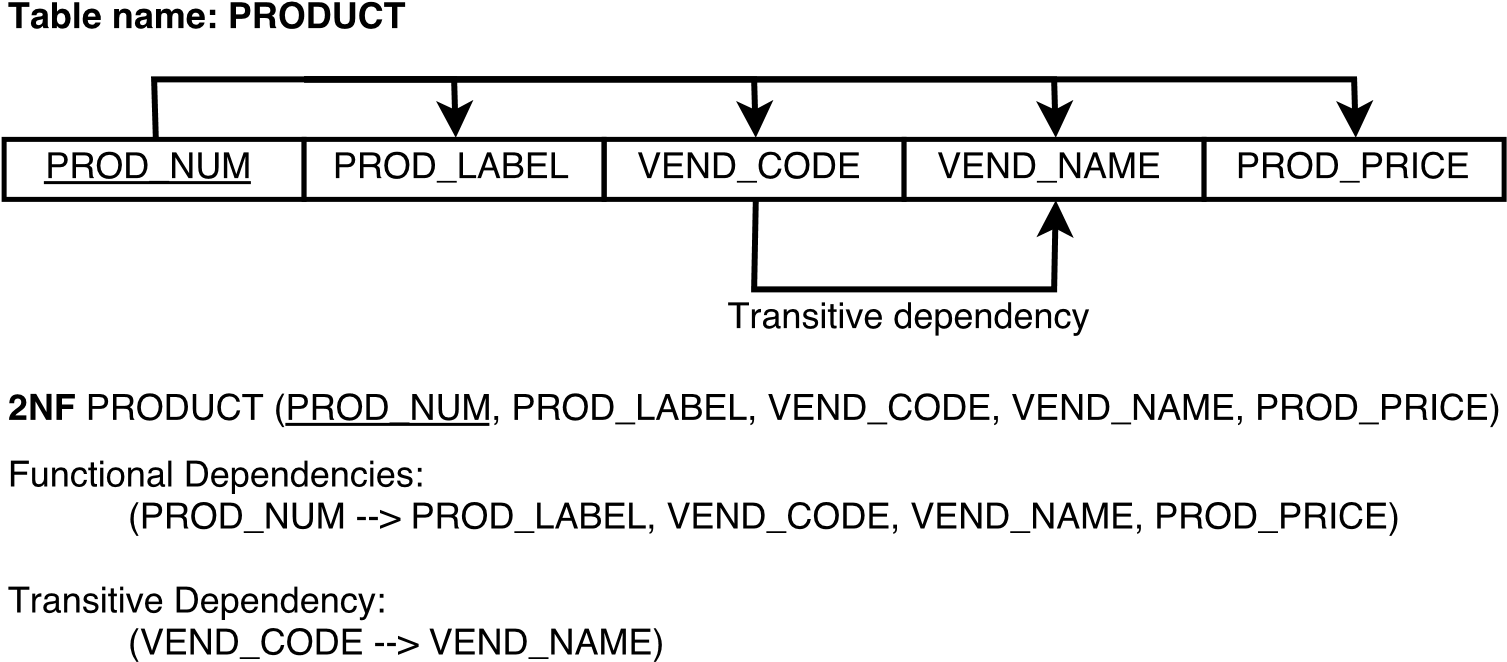 Table name: PRODUCT
PROD_NUM PROD_LABEL VEND_CODE VEND_NAME PROD_PRICE
Transitive dependency
2NF PRODUCT (PROD_NUM, PROD_LABEL, VEND_CODE, VEND_NAME, PROD_PRICE)
Functional Dependencies:
(PROD_NUM --> PROD_LABEL, VEND_CODE, VEND_NAME, PROD_PRICE)
Transitive Dependency:
(VEND_CODE --> VEND_NAME)